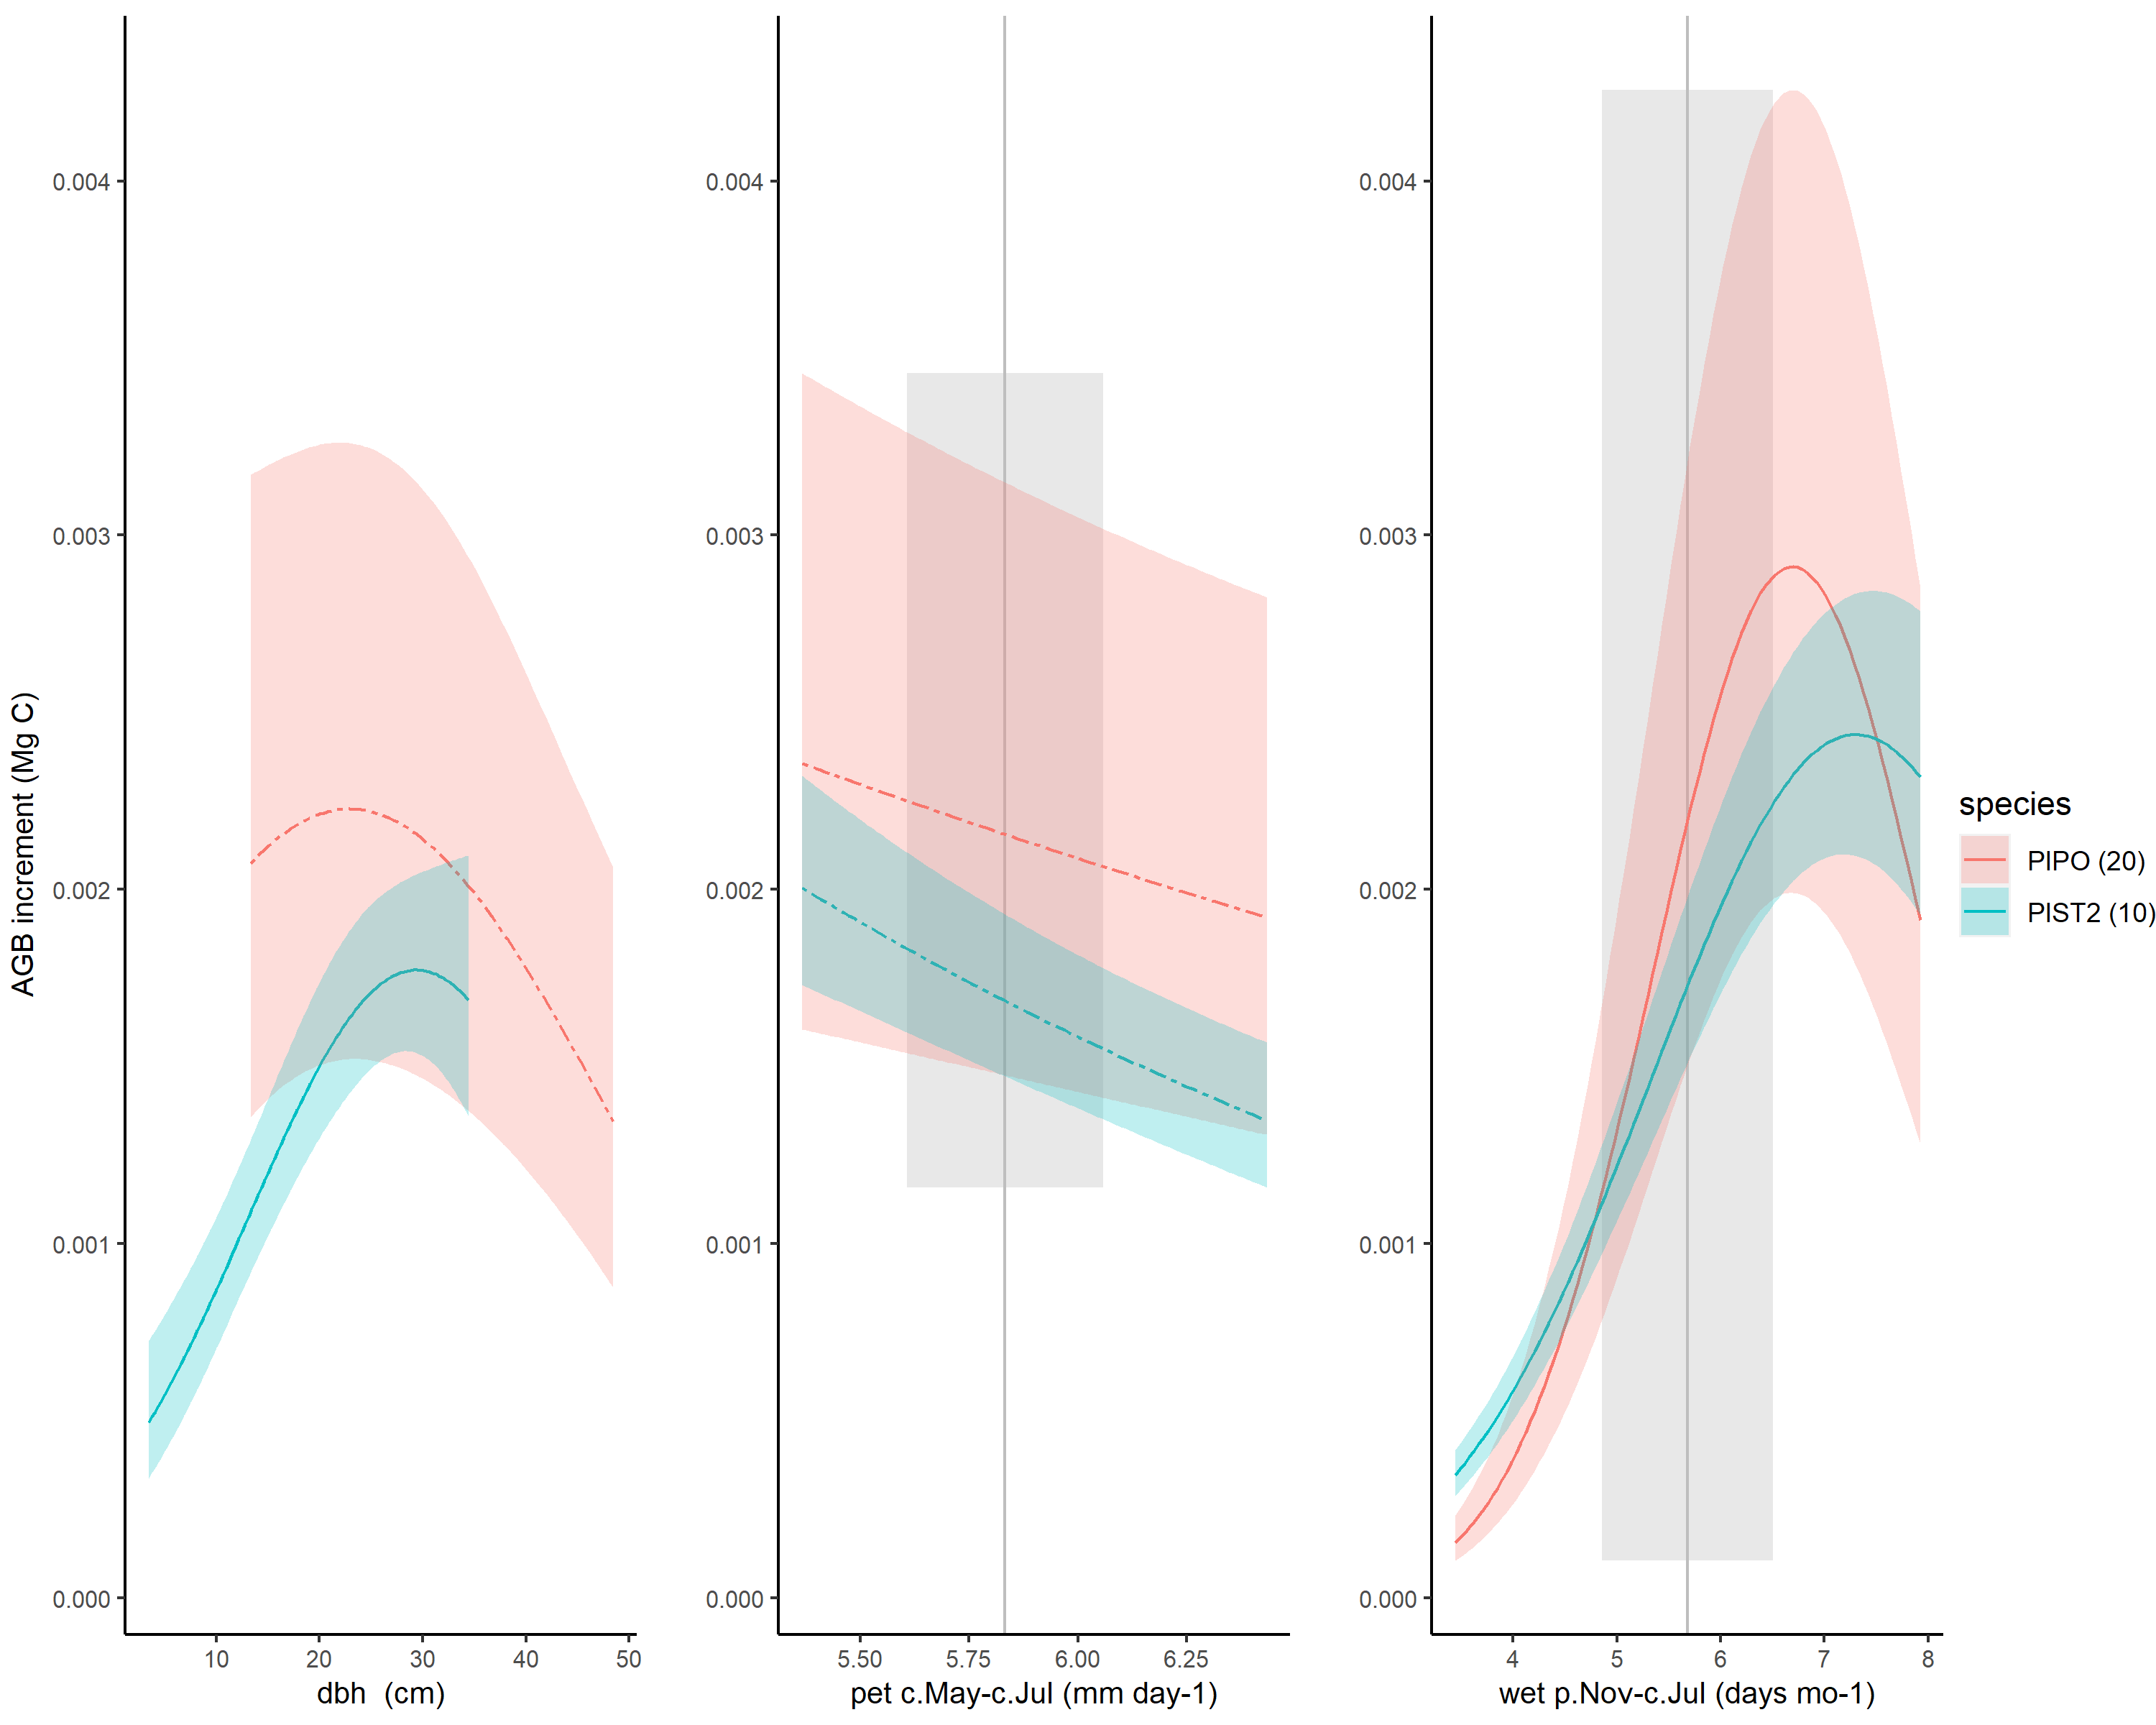 AGB increment (Mg C)
0.004
0.003
0.002
0.001
0.000
10 20 30 40 50
dbh  (cm)
0.004
0.003
0.002
0.001
0.000
5.50 5.75 6.00 6.25
pet c.May-c.Jul (mm day-1)
0.004
0.003
0.002
0.001
0.000
4 5 6 7 8
wet p.Nov-c.Jul (days mo-1)
species
PIPO (20)
PIST2 (10)